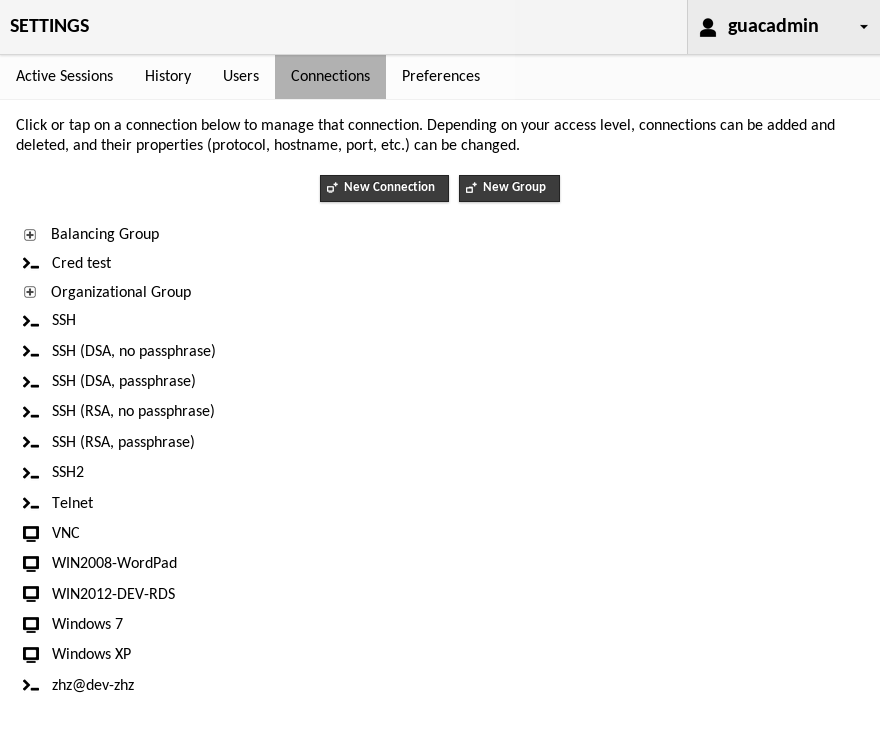 SETTINGS
guacadmin
Active Sessions
History
Users
Connections
Preferences
Click or tap on a connection below to manage that connection. Depending on your access level, connections can be added and
deleted, and their properties (protocol, hostname, port, etc.) can be changed.
New Connection
New Group
Balancing Group
Cred test
Organizational Group
SSH
SSH (DSA, no passphrase)
SSH (DSA, passphrase)
SSH (RSA, no passphrase)
SSH (RSA, passphrase)
SSH2
Telnet
VNC
WIN2008-WordPad
WIN2012-DEV-RDS
Windows 7
Windows XP
zhz@dev-zhz